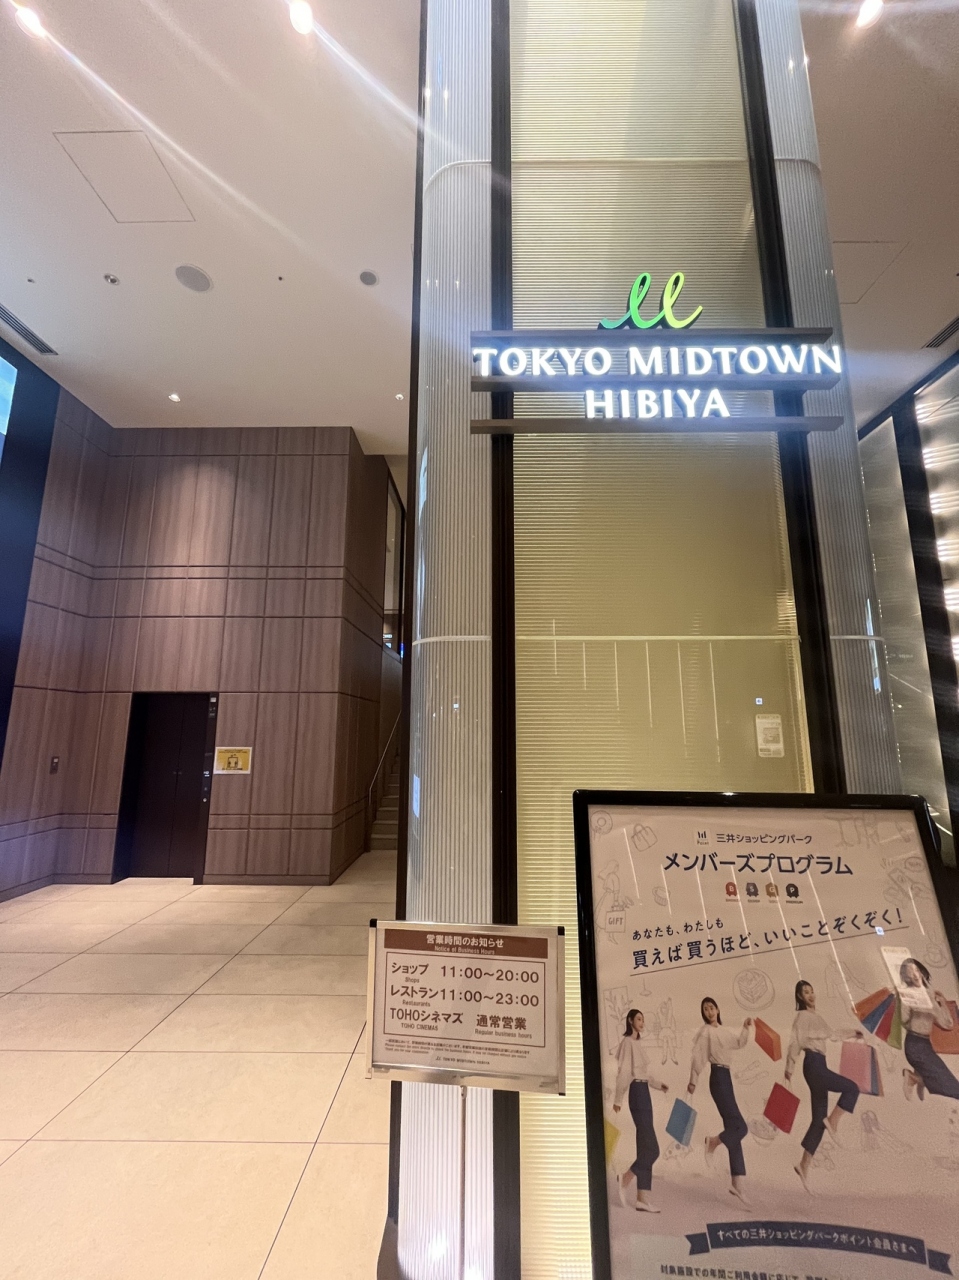 TOKYO MIDTOWN
HIBIYA
営業時間のお知らせ
Notice of Business Hours
ショップ 11:00〜20:00
Shops
レストラン 11:00〜23:00
Restaurants
TOHOシネマズ 通常営業
TOHO CINEMAS Regular business hours
TOKYO MIDTOWN HIBIYA
三井ショッピングパーク
メンバーズプログラム
GIFT
あなたも、わたしも
買えば買うほど、いいことぞくぞく!
すべての三井ショッピングパークポイント会員さまへ